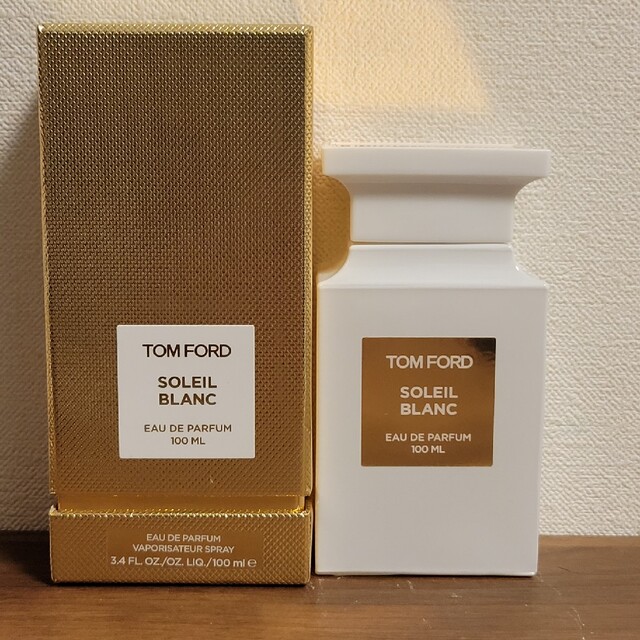 TOM FORD
SOLEIL
BLANC
EAU DE PARFUM
100 ML
EAU DE PARFUM
VAPORISATEUR SPRAY
3.4 FL. OZ./OZ. LIQ./100 ml ℮
TOM FORD
SOLEIL
BLANC
EAU DE PARFUM
100 ML